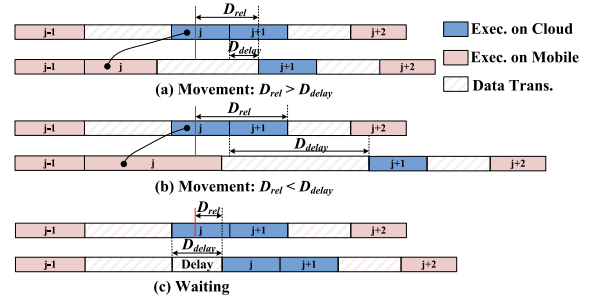 D_rel
j-1 j j+1 j+2
Exec. on Cloud
D_delay
Exec. on Mobile
j-1 j j+1 j+2
Data Trans.
(a) Movement: D_rel > D_delay
D_rel
j-1 j j+1 j+2
D_delay
j-1 j j+1 j+2
(b) Movement: D_rel < D_delay
D_rel
j-1 j j+1 j+2
D_delay
j-1 Delay j j+1 j+2
(c) Waiting